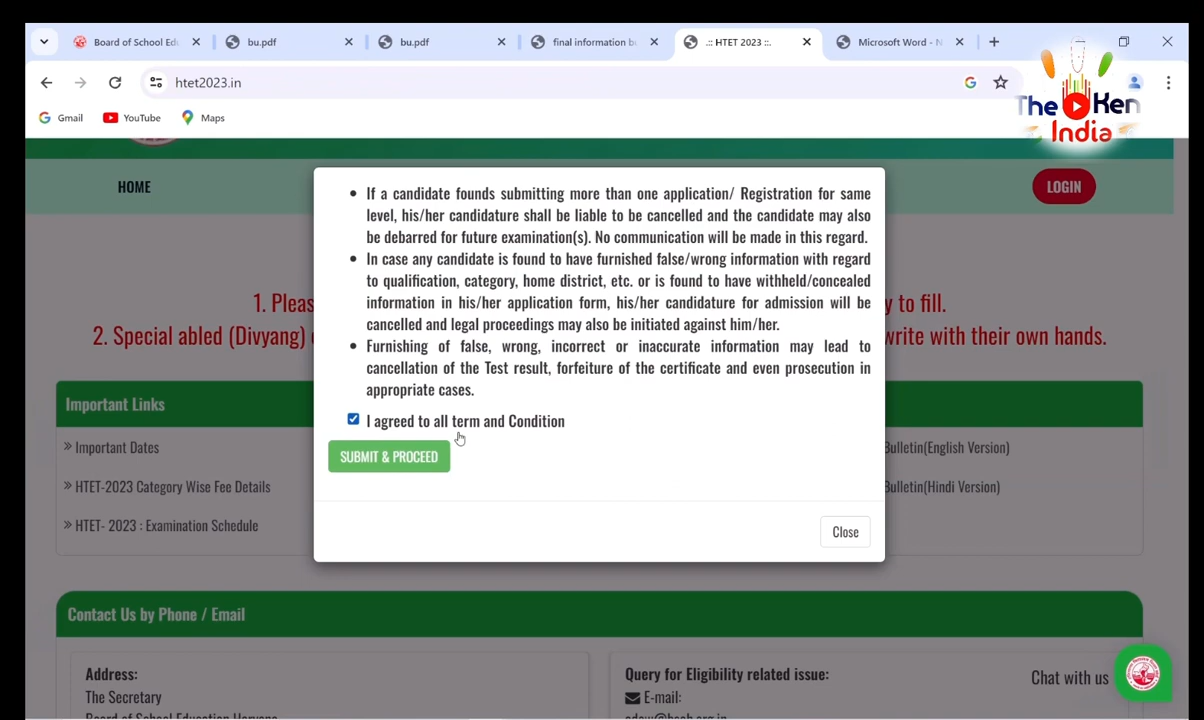 Board of School Ed
bu.pdf
bu.pdf
final information b
.:: HTET 2023 ::.
Microsoft Word - N
htet2023.in
Gmail
YouTube
Maps
The Ken
India
HOME
LOGIN
If a candidate founds submitting more than one application/ Registration for same
level, his/her candidature shall be liable to be cancelled and the candidate may also
be debarred for future examination(s). No communication will be made in this regard.
In case any candidate is found to have furnished false/wrong information with regard
to qualification, category, home district, etc. or is found to have withheld/concealed
information in his/her application form, his/her candidature for admission will be
cancelled and legal proceedings may also be initiated against him/her.
Furnishing of false, wrong, incorrect or inaccurate information may lead to
cancellation of the Test result, forfeiture of the certificate and even prosecution in
appropriate cases.
I agreed to all term and Condition
SUBMIT & PROCEED
Close
1. Pleas
y to fill.
2. Special abled (Divyang)
write with their own hands.
Important Links
Important Dates
HTET-2023 Category Wise Fee Details
HTET- 2023 : Examination Schedule
Bulletin(English Version)
Bulletin(Hindi Version)
Contact Us by Phone / Email
Address:
The Secretary
Board of School Education Haryana
Query for Eligibility related issue:
E-mail:
Chat with us